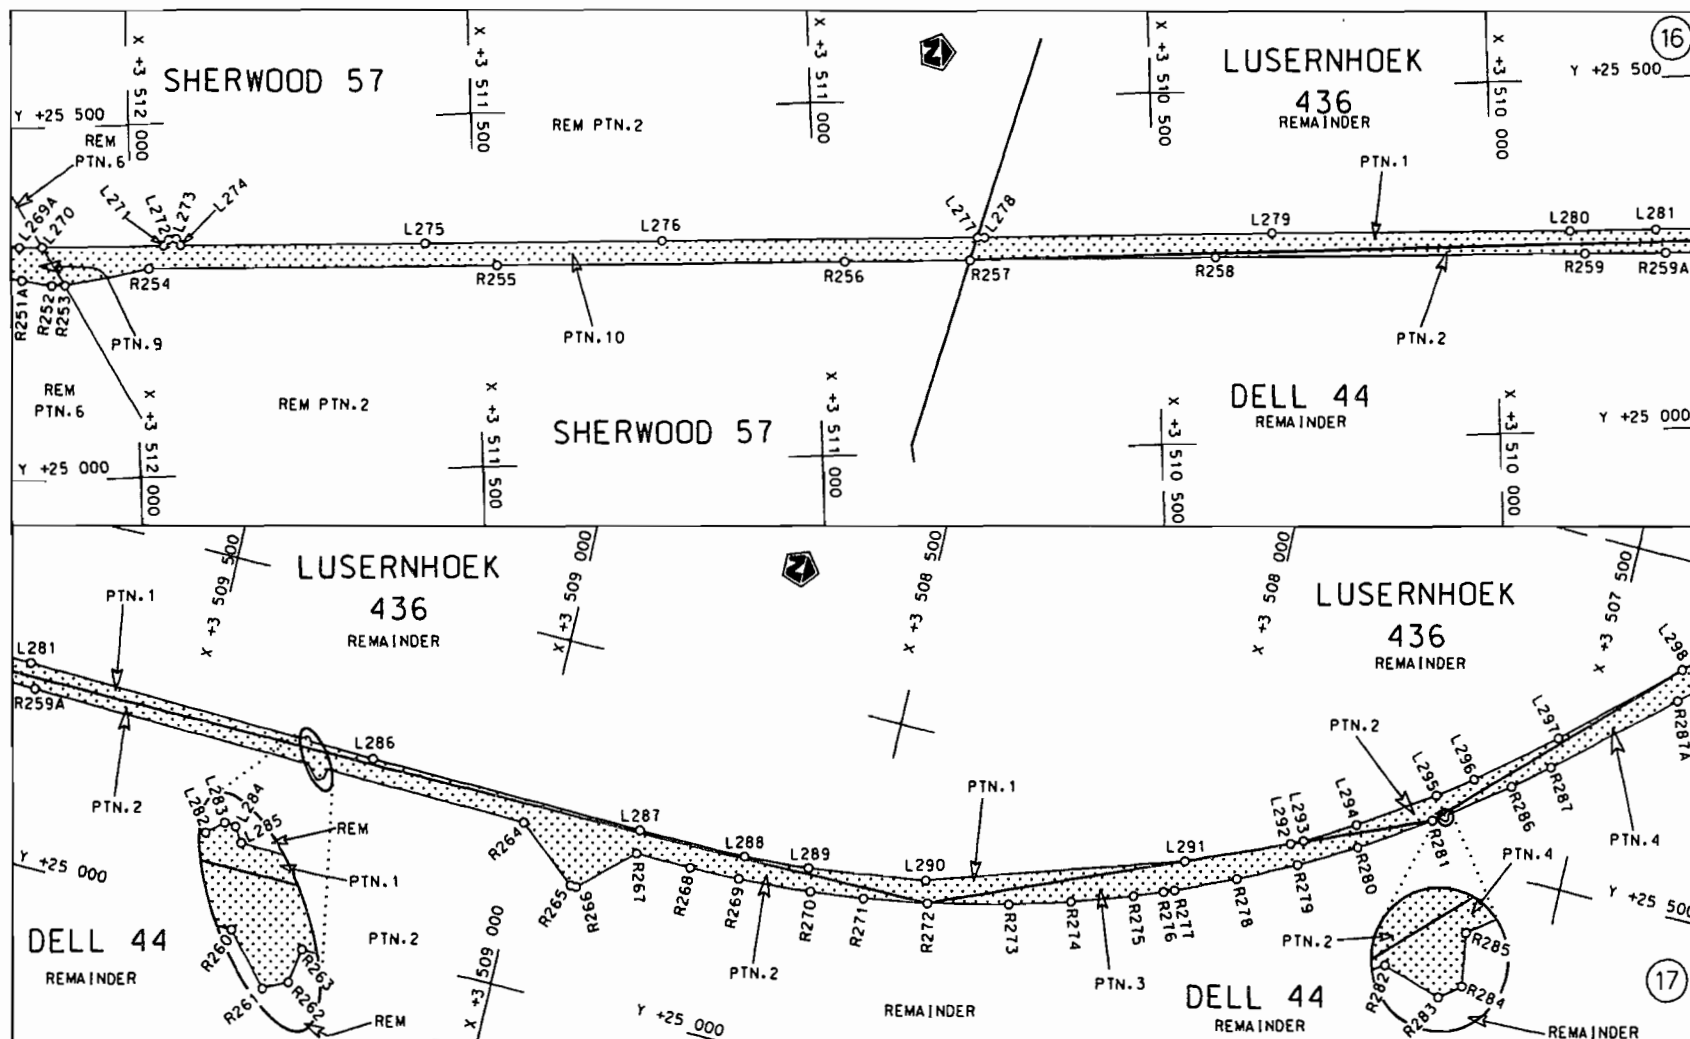 X +3 512 000
X +3 511 500
X +3 511 000
X +3 510 500
X +3 510 000
16
SHERWOOD 57
N
LUSERNHOEK
436
REMAINDER
Y +25 500
Y +25 500
REM
PTN.6
REM PTN.2
PTN.1
L269A
L270
L271
L272
L273
L274
L275
L276
L277
L278
L279
L280
L281
R251A
R252
R253
R254
R255
R256
R257
R258
R259
R259A
PTN.9
PTN.10
PTN.2
REM
PTN.6
REM PTN.2
SHERWOOD 57
DELL 44
REMAINDER
Y +25 000
Y +25 000
X +3 512 000
X +3 511 500
X +3 511 000
X +3 510 500
X +3 510 000
X +3 509 500
X +3 509 000
X +3 508 500
X +3 508 000
X +3 507 500
LUSERNHOEK
436
REMAINDER
N
LUSERNHOEK
436
REMAINDER
PTN.1
L281
R259A
PTN.2
L286
L287
L288
L289
L290
PTN.1
L291
L292
L293
L294
L295
L296
L297
L298
PTN.2
PTN.4
L282
L283
L284
L285
REM
PTN.1
Y +25 000
R264
R265
R266
R267
R268
R269
R270
R271
R272
R273
R274
R275
R276
R277
R278
R279
R280
R281
R286
R287
R287A
PTN.4
Y +25 500
DELL 44
REMAINDER
R260
R261
R262
R263
REM
PTN.2
X +3 509 000
PTN.2
Y +25 000
REMAINDER
PTN.3
DELL 44
REMAINDER
PTN.2
R282
R283
R284
R285
REMAINDER
17